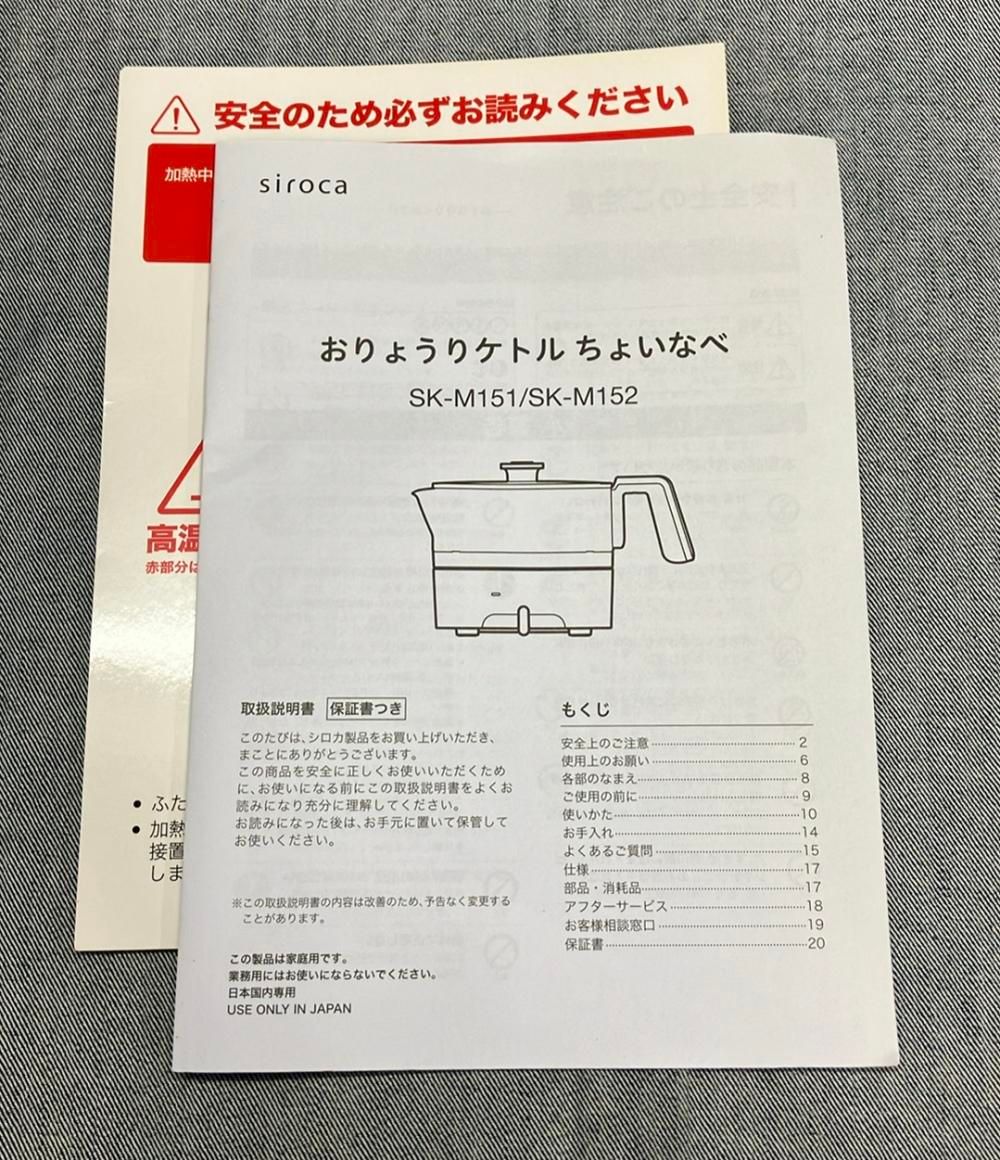 安全のため必ずお読みください
加熱中
siroca
おりょうりケトル ちょいなべ
SK-M151/SK-M152
高温
赤部分は
取扱説明書 保証書つき
このたびは、シロカ製品をお買い上げいただき、
まことにありがとうございます。
この商品を安全に正しくお使いいただくため
に、お使いになる前にこの取扱説明書をよくお
読みになり充分に理解してください。
お読みになった後は、お手元に置いて保管して
お使いください。
※この取扱説明書の内容は改善のため、予告なく変更する
ことがあります。
この製品は家庭用です。
業務用にはお使いにならないでください。
日本国内専用
USE ONLY IN JAPAN
もくじ
安全上のご注意 2
使用上のお願い 6
各部のなまえ 8
ご使用の前に 9
使いかた 10
お手入れ 14
よくあるご質問 15
仕様 17
部品・消耗品 17
アフターサービス 18
お客様相談窓口 19
保証書 20
• ふた
• 加熱
接置
しま